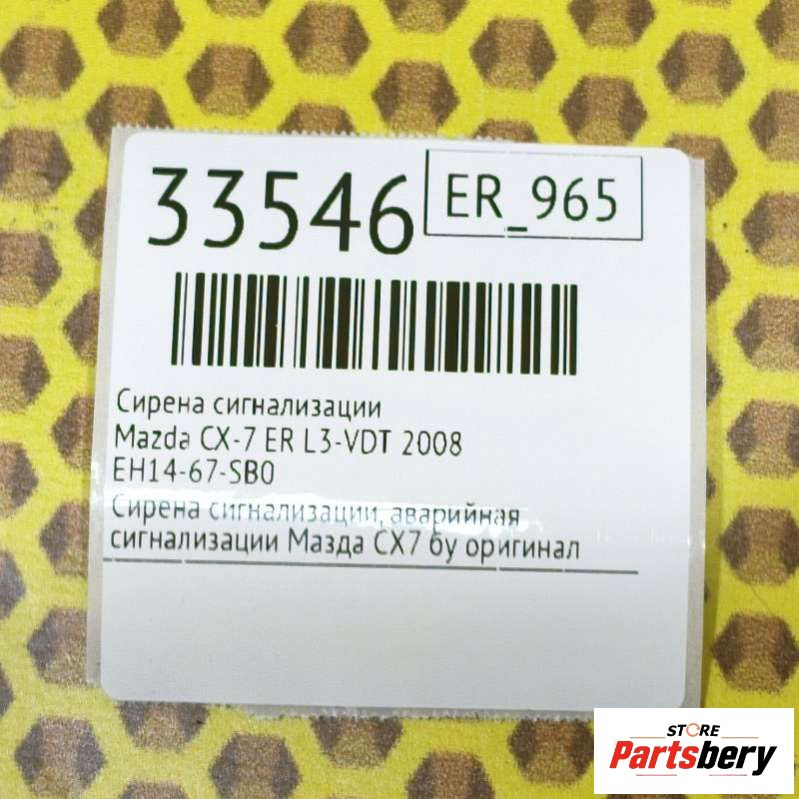 33546
ER_965
Сирена сигнализации
Mazda CX-7 ER L3-VDT 2008
EH14-67-SB0
Сирена сигнализации, аварийная
сигнализации Мазда СХ7 бу оригинал
STORE
Partsbery